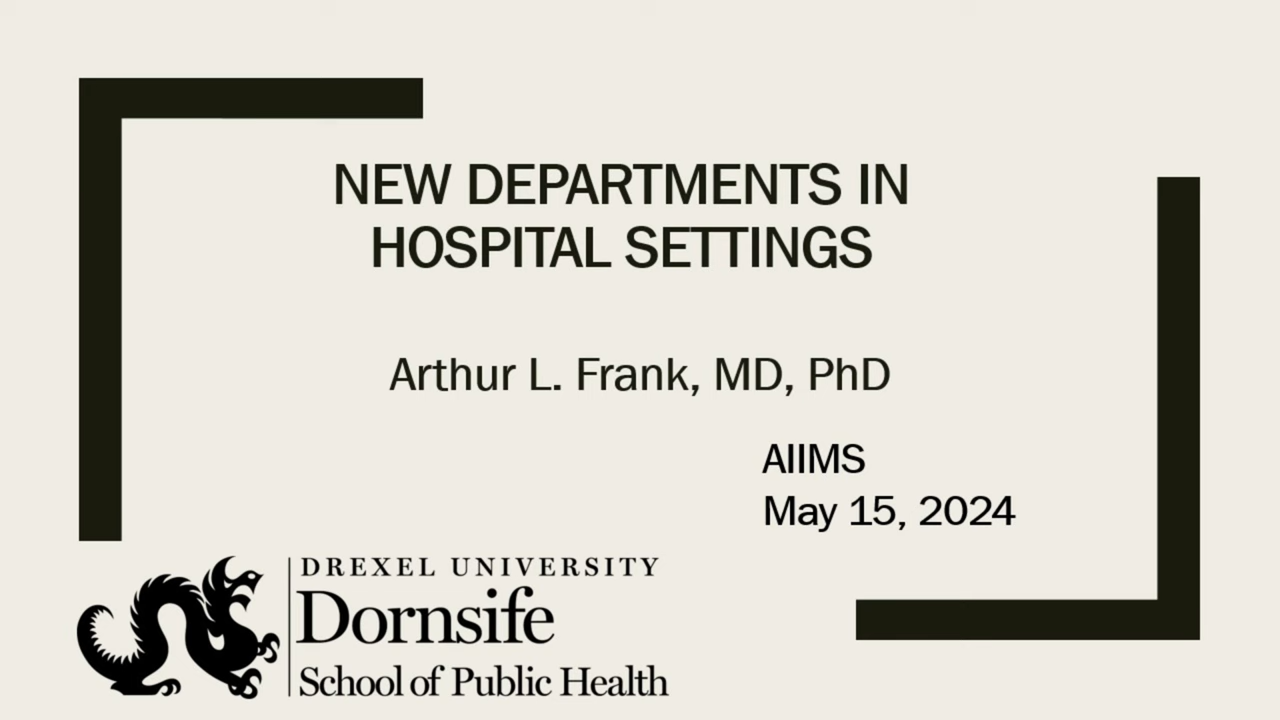 NEW DEPARTMENTS IN
HOSPITAL SETTINGS
Arthur L. Frank, MD, PhD
AIIMS
May 15, 2024
DREXEL UNIVERSITY
Dornsife
School of Public Health